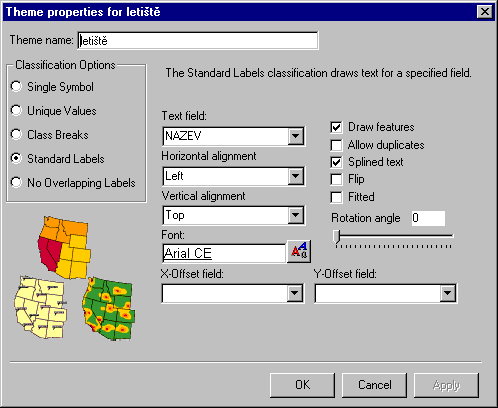 Theme properties for letiště
Theme name: letiště
Classification Options
Single Symbol
Unique Values
Class Breaks
Standard Labels
No Overlapping Labels
The Standard Labels classification draws text for a specified field.
Text field:
NAZEV
Horizontal alignment
Left
Vertical alignment
Top
Font:
Arial CE
X-Offset field:
Draw features
Allow duplicates
Splined text
Flip
Fitted
Rotation angle 0
Y-Offset field:
OK Cancel Apply